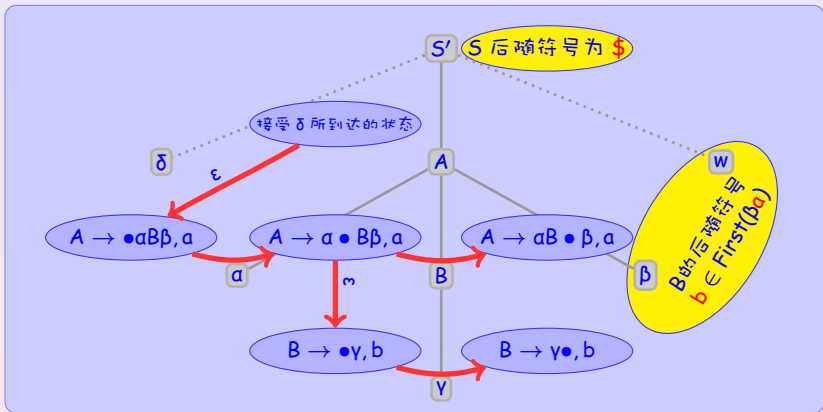 S′
S 后随符号为 $
接受 δ 所到达的状态
δ
A
w
ε
B的后随符号
b ∈ First(βa)
A → •αBβ, a
A → α • Bβ, a
A → αB • β, a
α
B
β
ε
B → •γ, b
B → γ•, b
γ